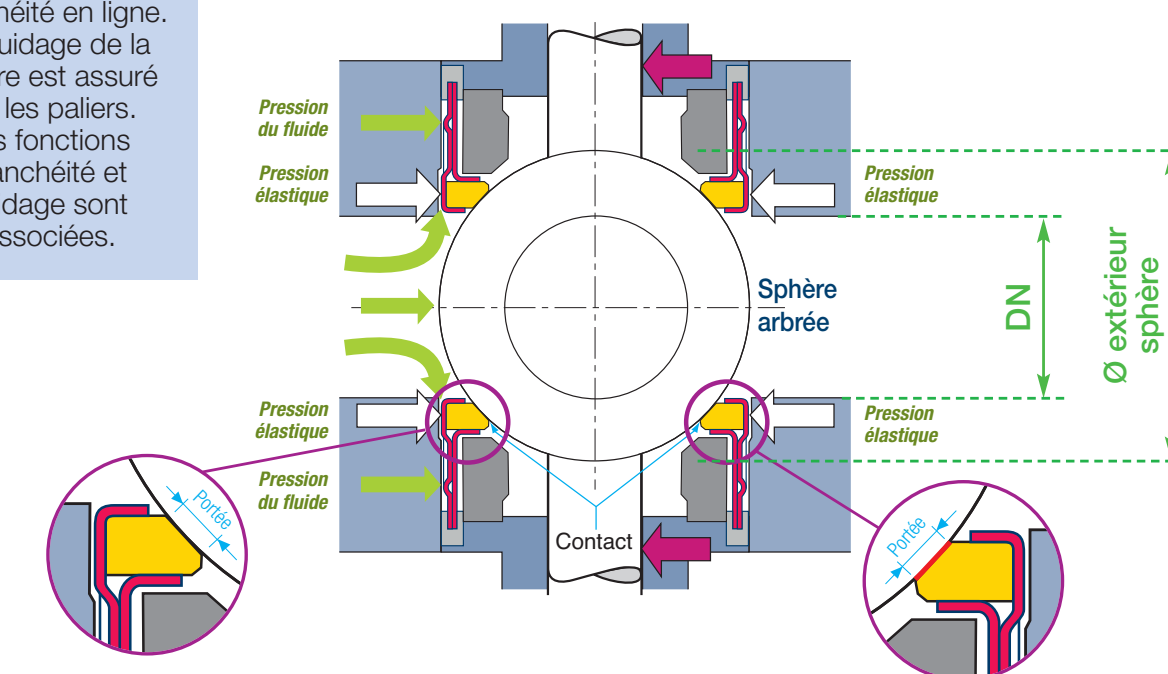 héité en ligne.
uidage de la
re est assuré
les paliers.
s fonctions
anchéité et
dage sont
ssociées.
Pression
du fluide
Pression
élastique
Pression
élastique
Sphère
arbrée
DN
Ø extérieur
sphère
Pression
élastique
Pression
élastique
Pression
du fluide
Portée
Contact
Portée